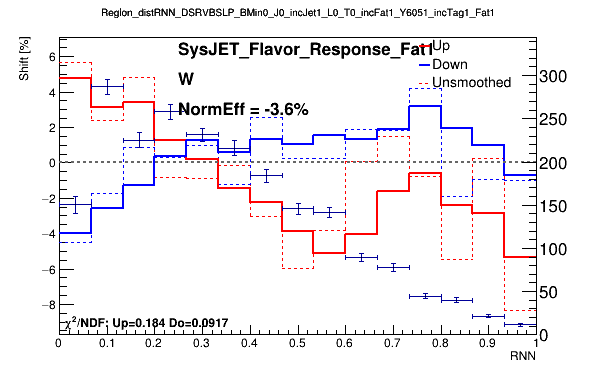 Region_distRNN_DSRVBSLP_BMin0_J0_incJet1_L0_T0_incFat1_Y6051_incTag1_Fat1
Shift [%]
SysJET_Flavor_Response_Fat1
W
NormEff = -3.6%
Up
Down
Unsmoothed
6
4
2
0
−2
−4
−6
−8
300
250
200
150
100
50
0
χ²/NDF: Up=0.184 Do=0.0917
0 0.1 0.2 0.3 0.4 0.5 0.6 0.7 0.8 0.9 1
RNN